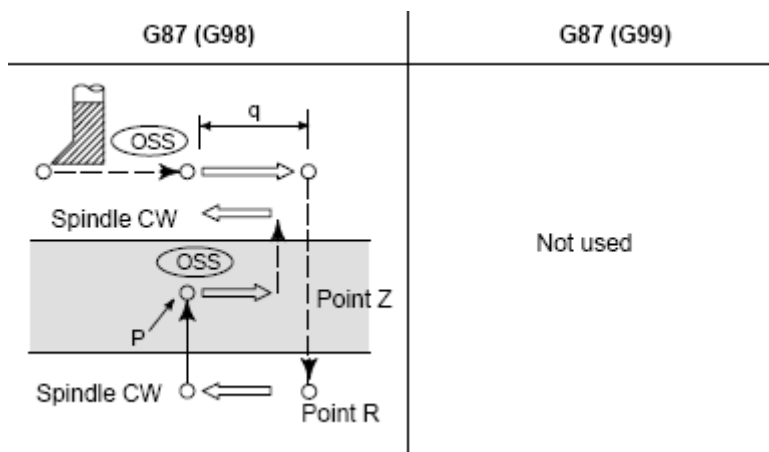 G87 (G98)
G87 (G99)
q
OSS
Spindle CW
OSS
Point Z
P
Spindle CW
Point R
Not used